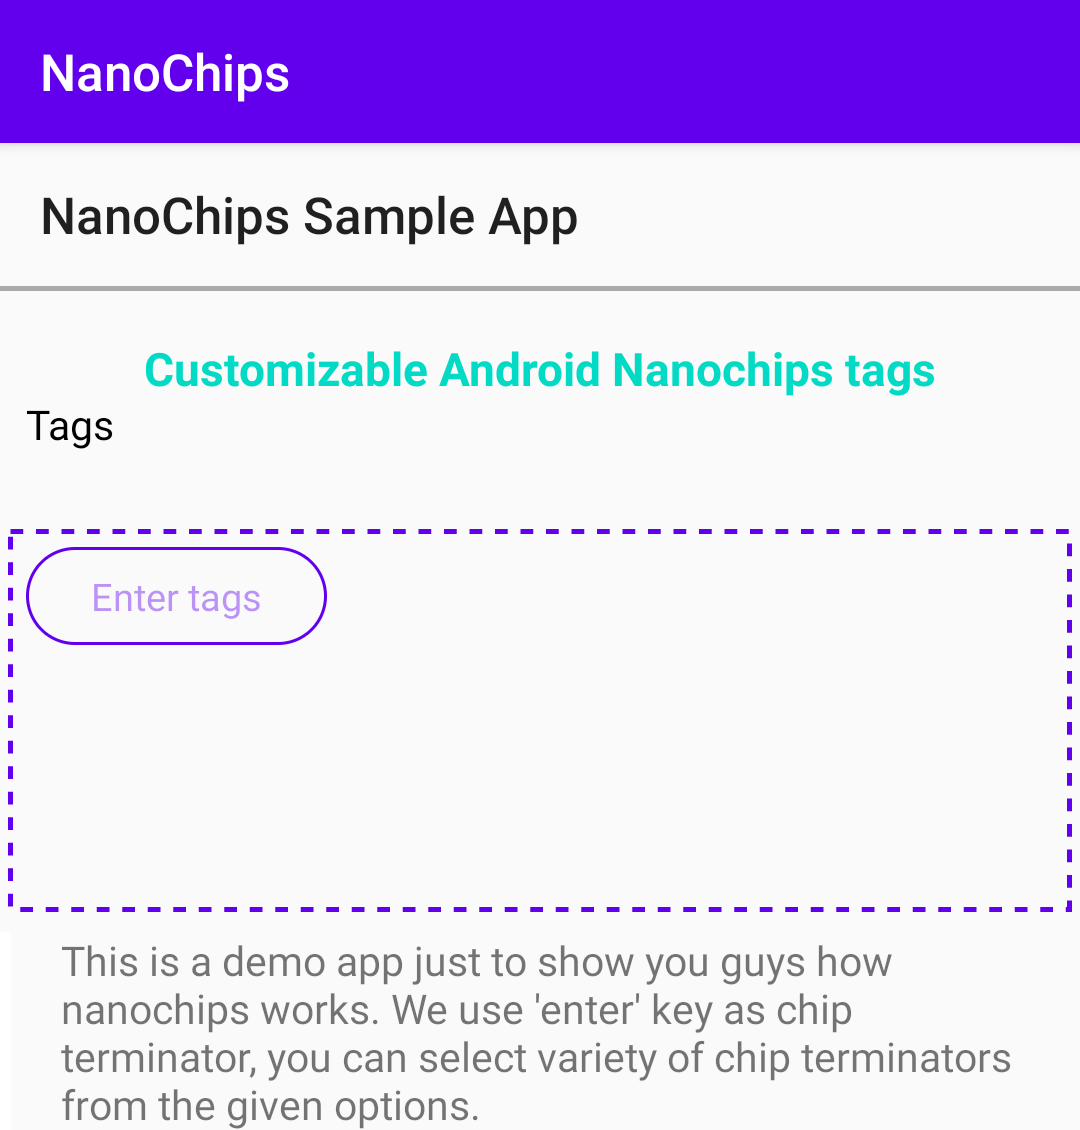 NanoChips
NanoChips Sample App
Customizable Android Nanochips tags
Tags
Enter tags
This is a demo app just to show you guys how
nanochips works. We use 'enter' key as chip
terminator, you can select variety of chip terminators
from the given options.